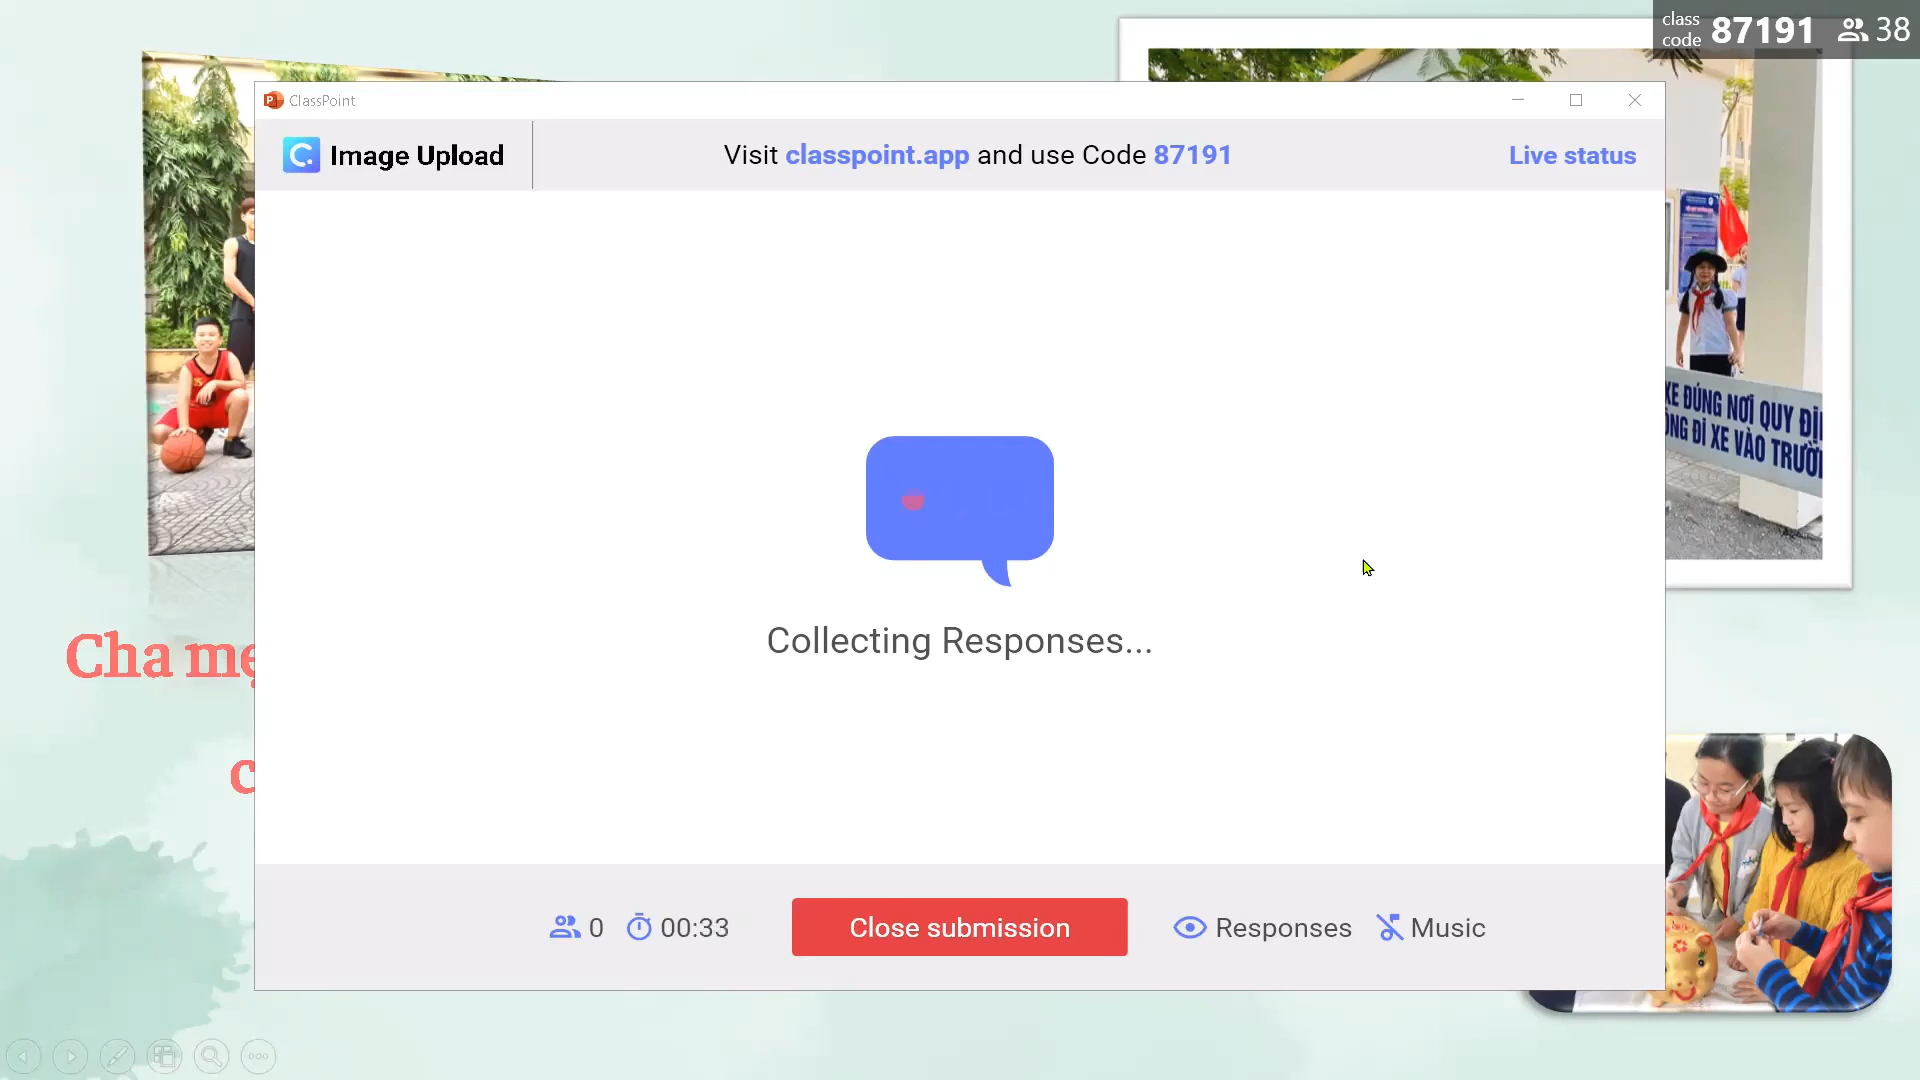 class code 87191 38
ClassPoint
Image Upload
Visit classpoint.app and use Code 87191
Live status
XE ĐÚNG NƠI QUY ĐỊ
ĐI XE VÀO TRƯỜ
Collecting Responses...
Cha mẹ
c
0 00:33 Close submission Responses Music